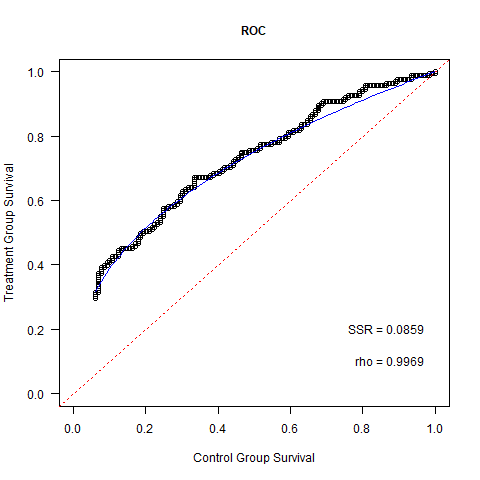 ROC
Treatment Group Survival
1.0
0.8
0.6
0.4
0.2
0.0
SSR = 0.0859
rho = 0.9969
0.0 0.2 0.4 0.6 0.8 1.0
Control Group Survival